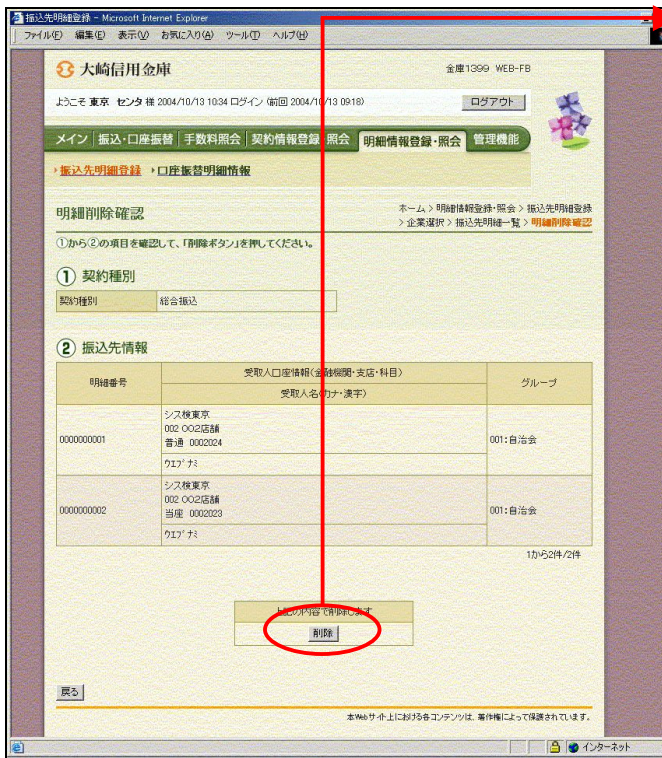 振込先明細登録 - Microsoft Internet Explorer
ファイル(F) 編集(E) 表示(V) お気に入り(A) ツール(T) ヘルプ(H)
大崎信用金庫
金庫1399 WEB-FB
ようこそ 東京 センタ 様 2004/10/13 10:34 ログイン (前回 2004/10/13 09:18)
ログアウト
メイン 振込・口座振替 手数料照会 契約情報登録・照会 明細情報登録・照会 管理機能
振込先明細登録 口座振替明細情報
明細削除確認
ホーム > 明細情報登録・照会 > 振込先明細登録
> 企業選択 > 振込先明細一覧 > 明細削除確認
①から②の項目を確認して、「削除ボタン」を押してください。
① 契約種別
契約種別 総合振込
② 振込先情報
明細番号 受取人口座情報(金融機関・支店・科目) グループ
受取人名(カナ・漢字)
シス検東京
002 002店舗
0000000001 普通 0002024 001:自治会
ウエブナミ
シス検東京
002 002店舗
0000000002 当座 0002023 001:自治会
ウエブナミ
1から2件/2件
上記の内容で削除します
削除
戻る
本Webサイト上における各コンテンツは、著作権によって保護されています。
インターネット